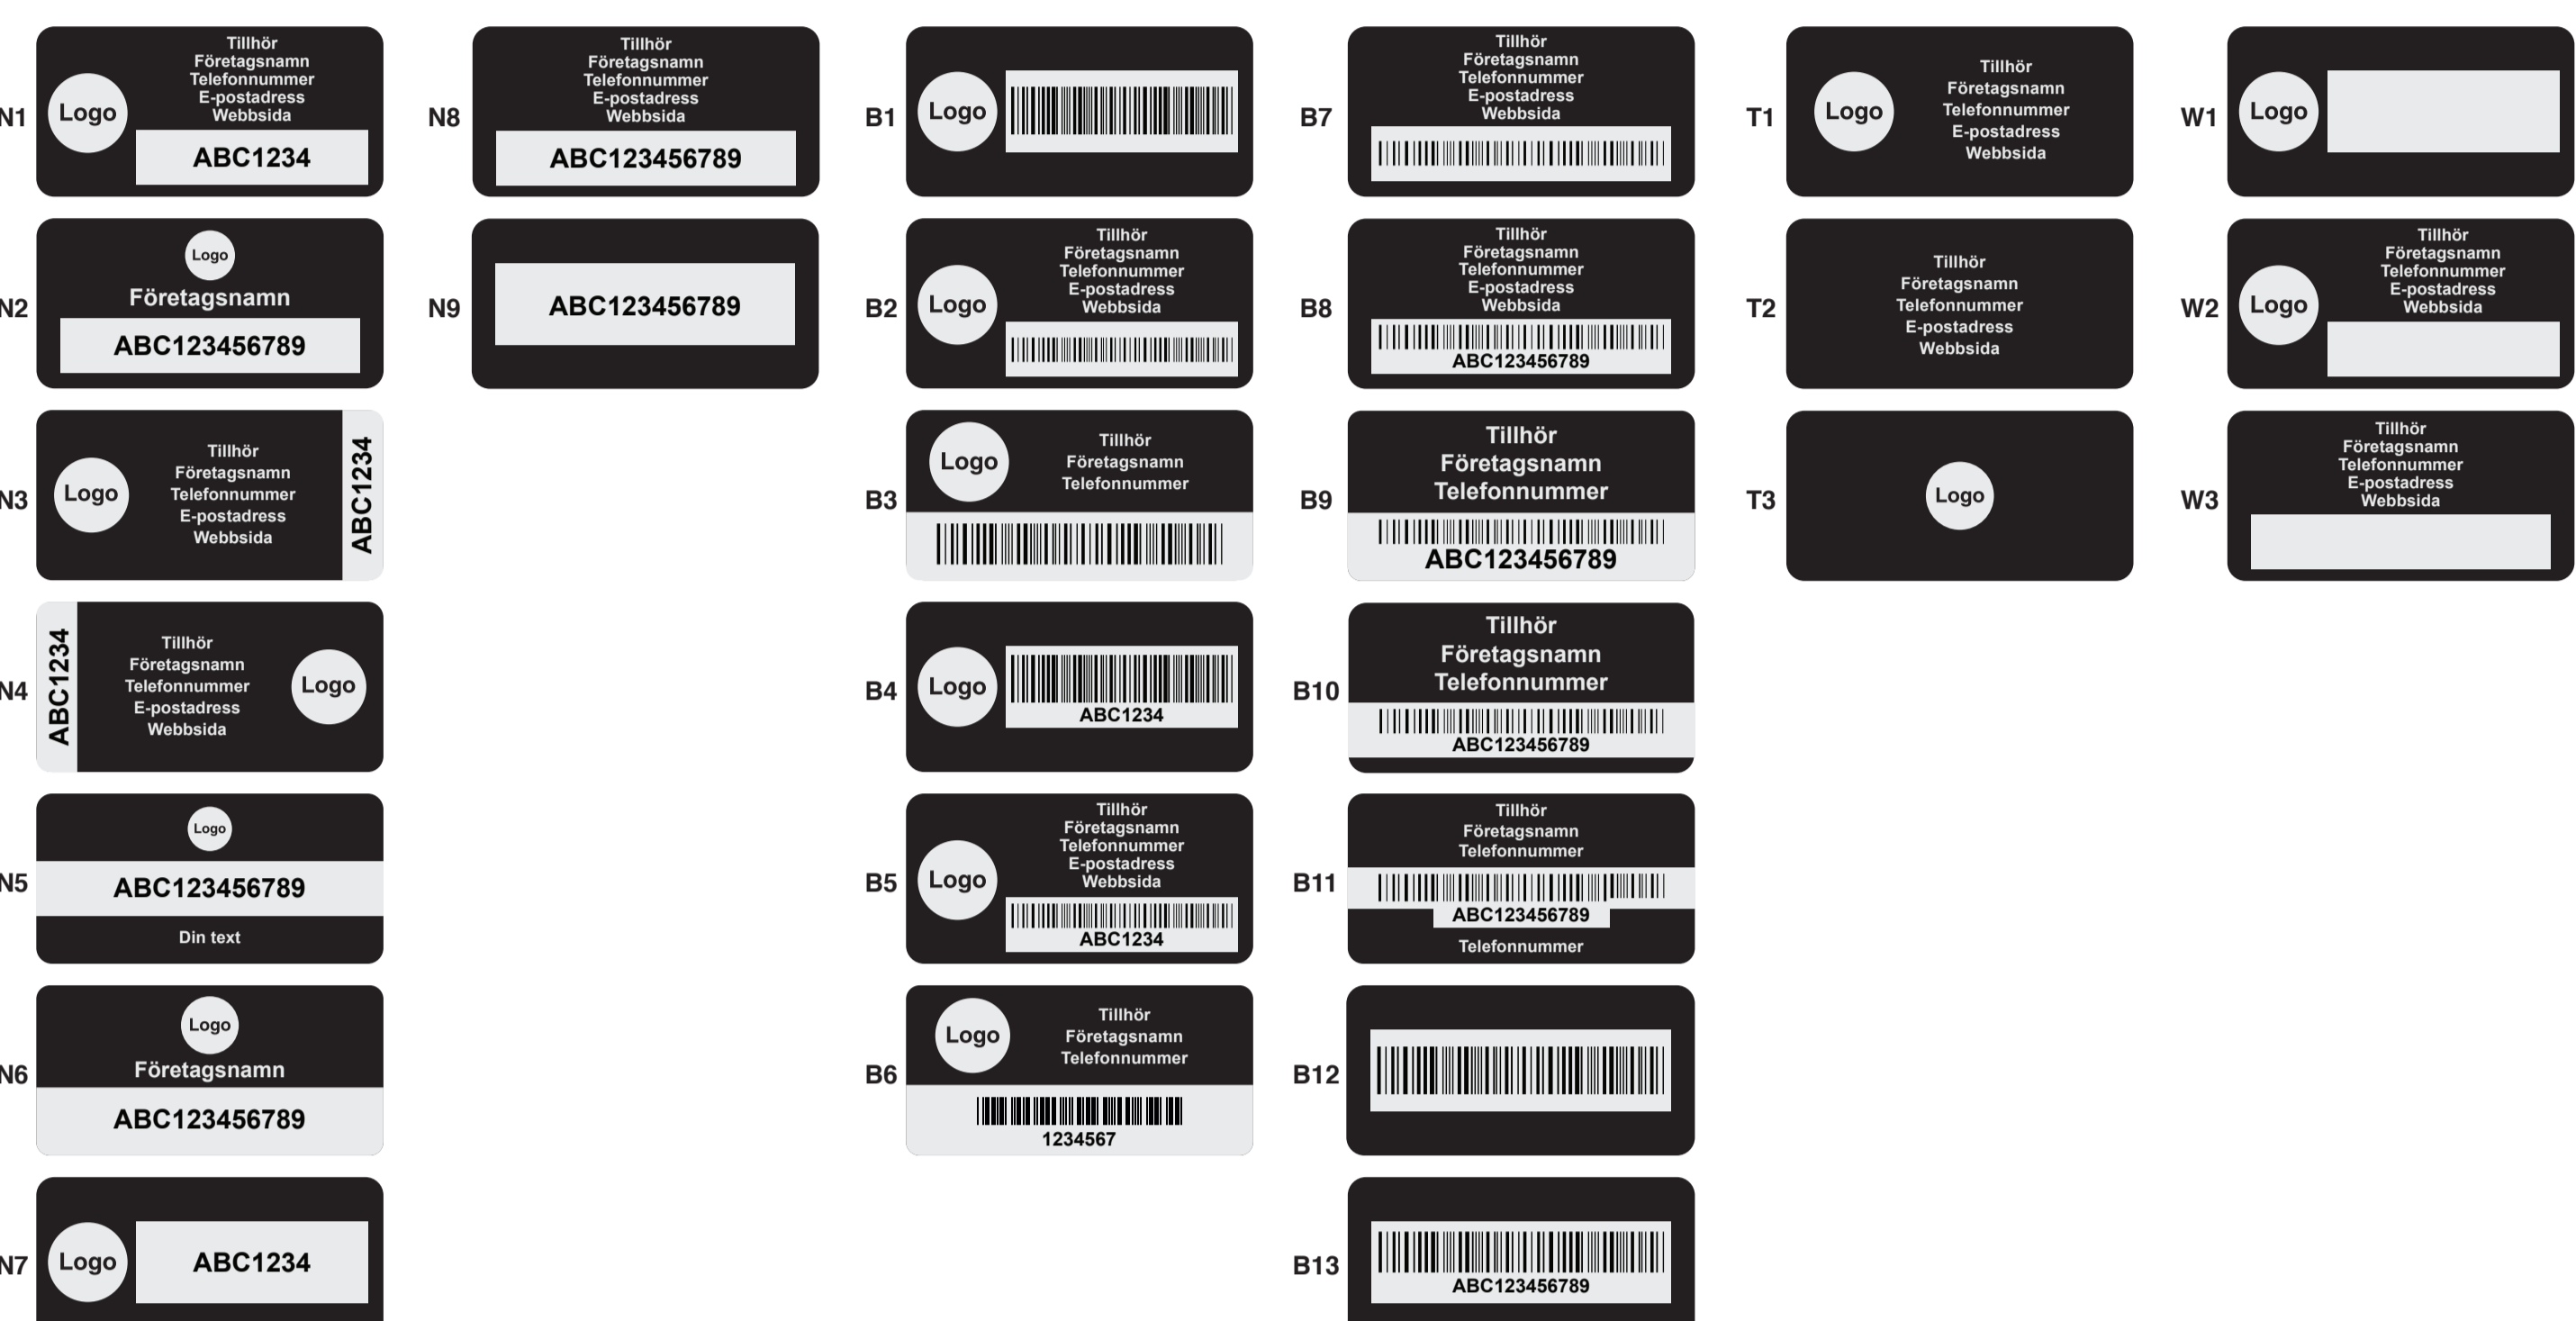 N1
Logo
Tillhör
Företagsnamn
Telefonnummer
E-postadress
Webbsida
ABC1234
N2
Logo
Företagsnamn
ABC123456789
N3
Logo
Tillhör
Företagsnamn
Telefonnummer
E-postadress
Webbsida
ABC1234
N4
ABC1234
Tillhör
Företagsnamn
Telefonnummer
E-postadress
Webbsida
Logo
N5
Logo
ABC123456789
Din text
N6
Logo
Företagsnamn
ABC123456789
N7
Logo
ABC1234
N8
Tillhör
Företagsnamn
Telefonnummer
E-postadress
Webbsida
ABC123456789
N9
ABC123456789
B1
Logo
B2
Logo
Tillhör
Företagsnamn
Telefonnummer
E-postadress
Webbsida
B3
Logo
Tillhör
Företagsnamn
Telefonnummer
B4
Logo
ABC1234
B5
Logo
Tillhör
Företagsnamn
Telefonnummer
E-postadress
Webbsida
ABC1234
B6
Logo
Tillhör
Företagsnamn
Telefonnummer
1234567
B7
Tillhör
Företagsnamn
Telefonnummer
E-postadress
Webbsida
B8
Tillhör
Företagsnamn
Telefonnummer
E-postadress
Webbsida
ABC123456789
B9
Tillhör
Företagsnamn
Telefonnummer
ABC123456789
B10
Tillhör
Företagsnamn
Telefonnummer
ABC123456789
B11
Tillhör
Företagsnamn
Telefonnummer
ABC123456789
Telefonnummer
B12
B13
ABC123456789
T1
Logo
Tillhör
Företagsnamn
Telefonnummer
E-postadress
Webbsida
T2
Tillhör
Företagsnamn
Telefonnummer
E-postadress
Webbsida
T3
Logo
W1
Logo
W2
Logo
Tillhör
Företagsnamn
Telefonnummer
E-postadress
Webbsida
W3
Tillhör
Företagsnamn
Telefonnummer
E-postadress
Webbsida